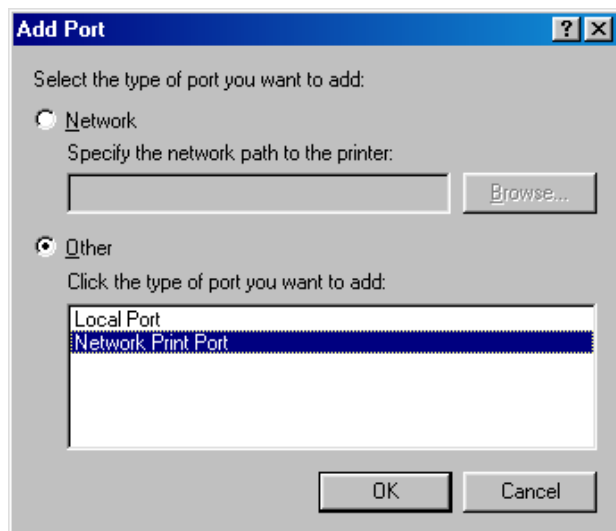 Add Port
Select the type of port you want to add:
Network
Specify the network path to the printer:
Browse...
Other
Click the type of port you want to add:
Local Port
Network Print Port
OK Cancel